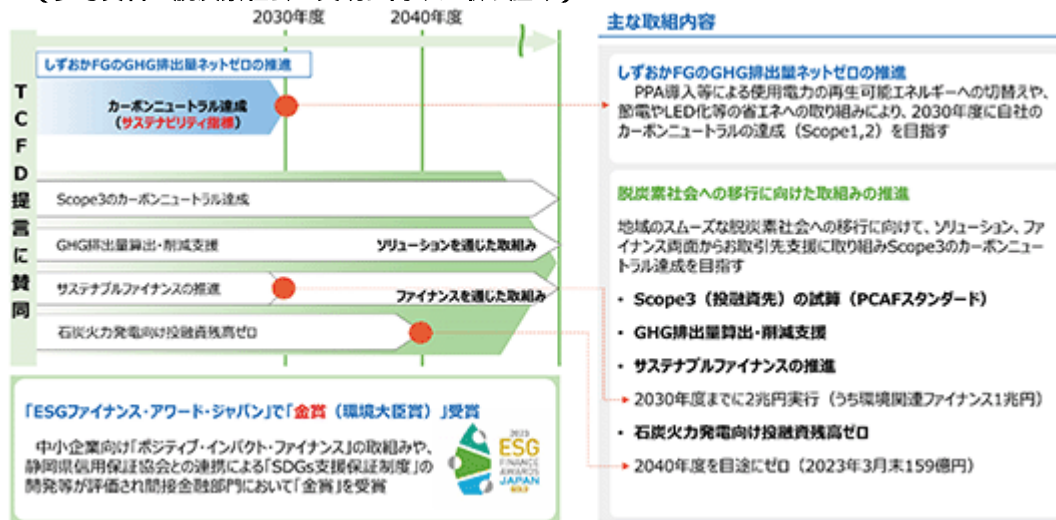 2030年度
2040年度
主な取組内容
TCFD提言に賛同
しずおかFGのGHG排出量ネットゼロの推進
カーボンニュートラル達成
(サステナビリティ指標)
Scope3のカーボンニュートラル達成
GHG排出量算出・削減支援
ソリューションを通じた取組み
サステナブルファイナンスの推進
ファイナンスを通じた取組み
石炭火力発電向け投融資残高ゼロ
「ESGファイナンス・アワード・ジャパン」で「金賞(環境大臣賞)」受賞
中小企業向け「ポジティブ・インパクト・ファイナンス」の取組みや、
静岡県信用保証協会との連携による「SDGs支援保証制度」の
開発等が評価され間接金融部門において「金賞」を受賞
2023
ESG
FINANCE
AWARDS
JAPAN
GOLD
しずおかFGのGHG排出量ネットゼロの推進
PPA導入等による使用電力の再生可能エネルギーへの切替えや、
節電やLED化等の省エネへの取り組みにより、2030年度に自社の
カーボンニュートラルの達成(Scope1,2)を目指す
脱炭素社会への移行に向けた取組みの推進
地域のスムーズな脱炭素社会への移行に向けて、ソリューション、ファ
イナンス両面からお取引先支援に取り組みScope3のカーボンニュー
トラル達成を目指す
・ Scope3(投融資先)の試算(PCAFスタンダード)
・ GHG排出量算出・削減支援
・ サステナブルファイナンスの推進
2030年度までに2兆円実行(うち環境関連ファイナンス1兆円)
・ 石炭火力発電向け投融資残高ゼロ
2040年度を目途にゼロ(2023年3月末159億円)